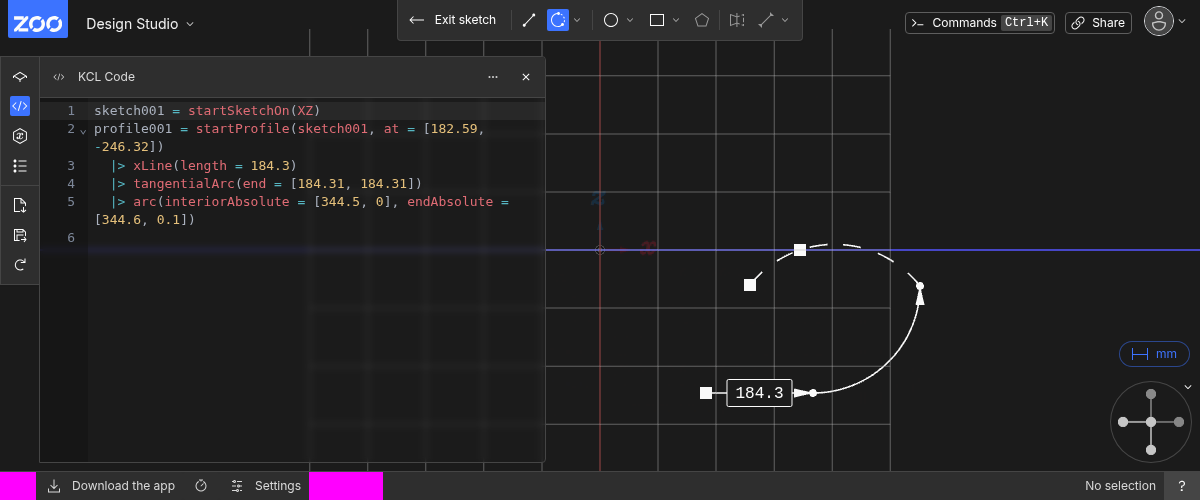 ZOO
Design Studio
Exit sketch
Commands Ctrl+K
Share
KCL Code
1 sketch001 = startSketchOn(XZ)
2 profile001 = startProfile(sketch001, at = [182.59,
-246.32])
3 |> xLine(length = 184.3)
4 |> tangentialArc(end = [184.31, 184.31])
5 |> arc(interiorAbsolute = [344.5, 0], endAbsolute =
[344.6, 0.1])
6
z
x
184.3
mm
Download the app
Settings
No selection
?